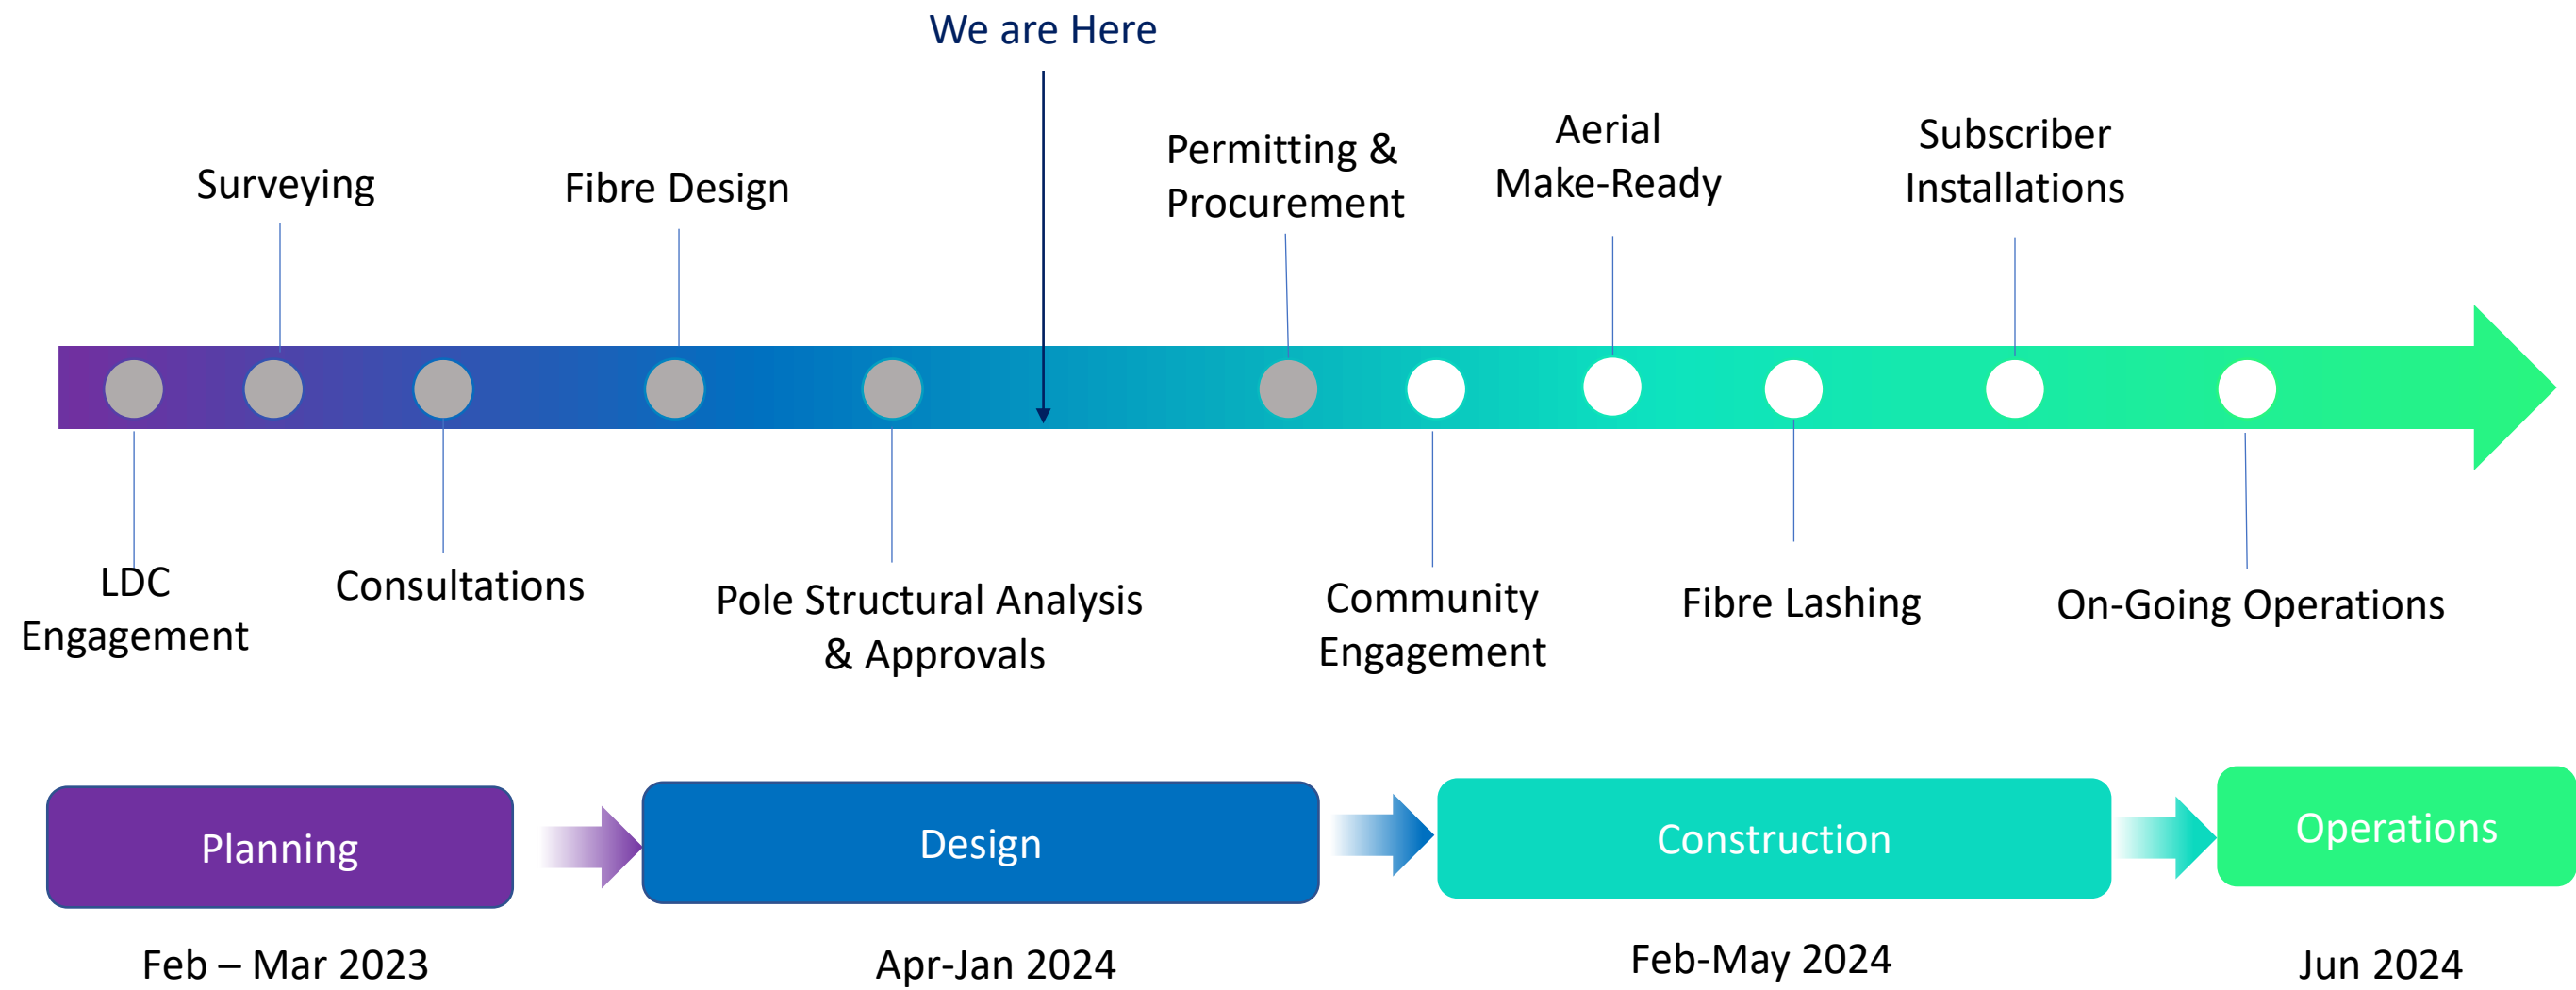 We are Here
Surveying
Fibre Design
Permitting &
Procurement
Aerial
Make-Ready
Subscriber
Installations
LDC
Engagement
Consultations
Pole Structural Analysis
& Approvals
Community
Engagement
Fibre Lashing
On-Going Operations
Planning
Design
Construction
Operations
Feb – Mar 2023
Apr-Jan 2024
Feb-May 2024
Jun 2024